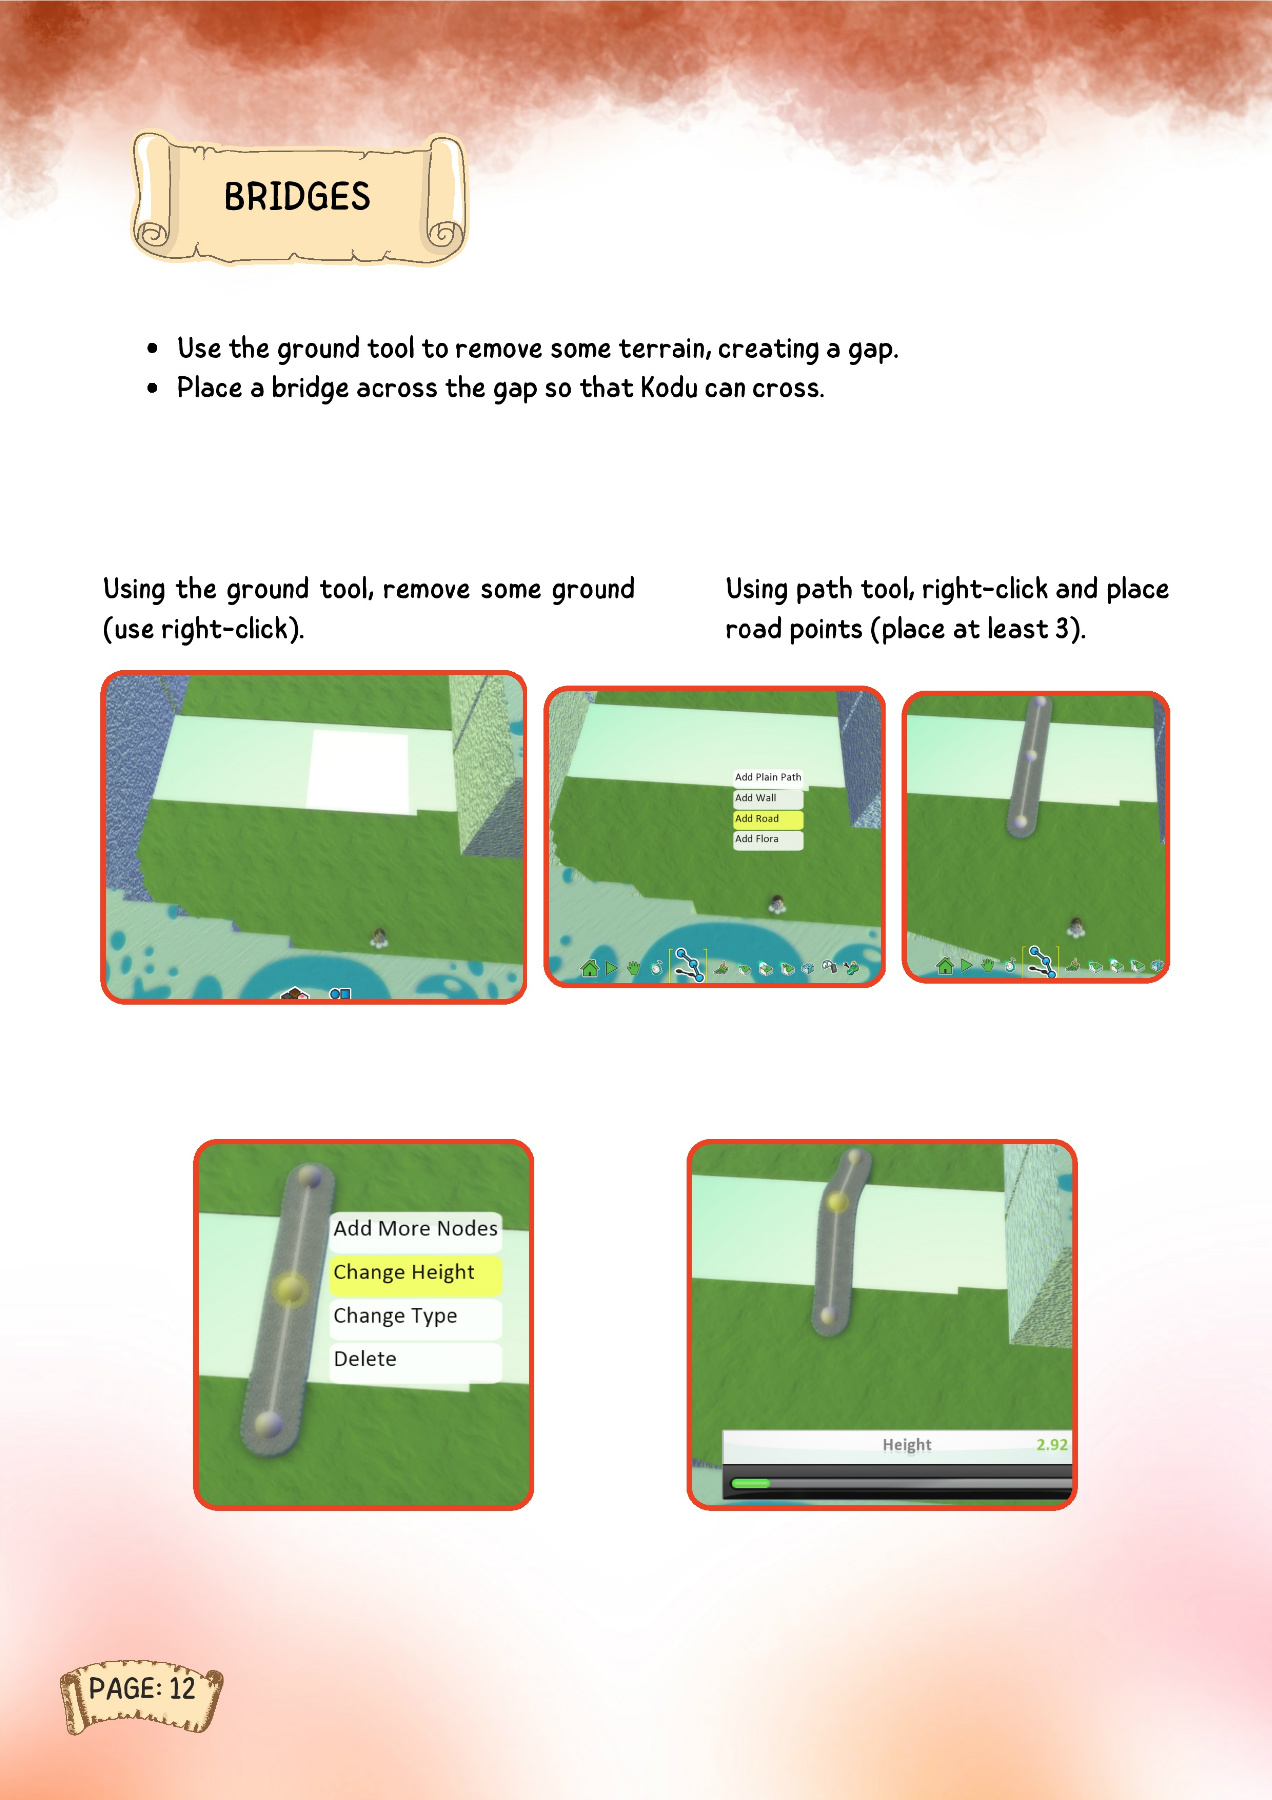 BRIDGES
• Use the ground tool to remove some terrain, creating a gap.
• Place a bridge across the gap so that Kodu can cross.
Using the ground tool, remove some ground
(use right-click).
Using path tool, right-click and place
road points (place at least 3).
Add Plain Path
Add Wall
Add Road
Add Flora
Add More Nodes
Change Height
Change Type
Delete
Height 2.92
PAGE: 12